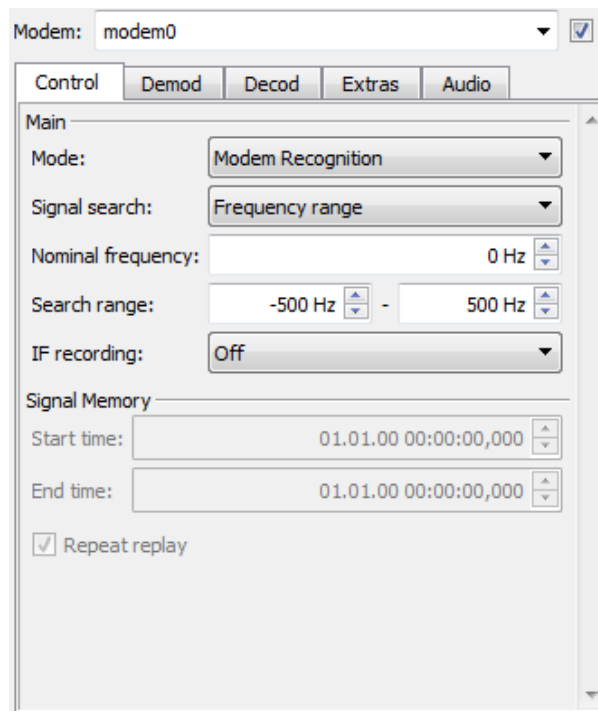 Modem: modem0
Control Demod Decod Extras Audio
Main
Mode: Modem Recognition
Signal search: Frequency range
Nominal frequency: 0 Hz
Search range: -500 Hz - 500 Hz
IF recording: Off
Signal Memory
Start time: 01.01.00 00:00:00,000
End time: 01.01.00 00:00:00,000
Repeat replay